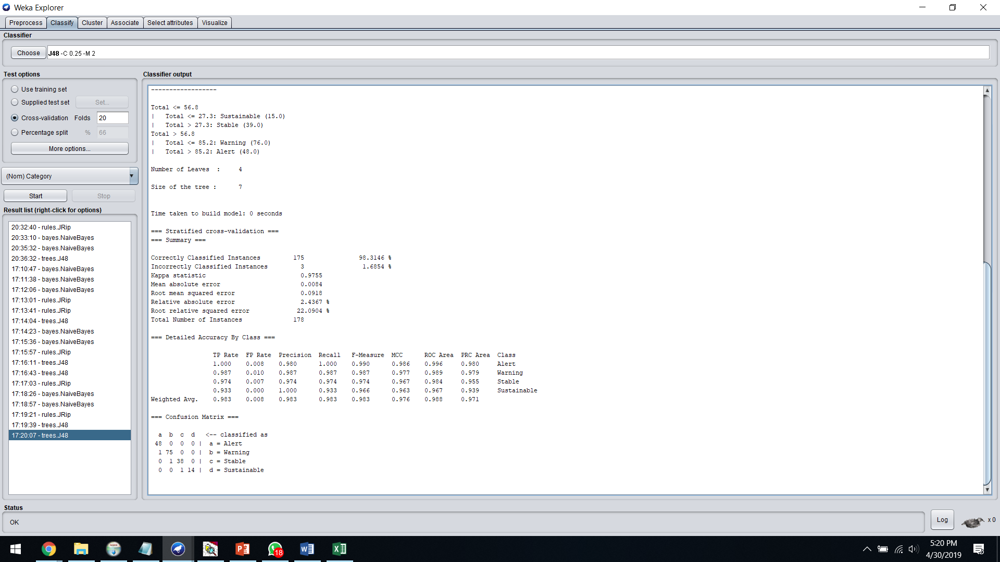 Weka Explorer
Preprocess Classify Cluster Associate Select attributes Visualize
Classifier
Choose J48 -C 0.25 -M 2
Test options
Use training set
Supplied test set Set...
Cross-validation Folds 20
Percentage split % 66
More options...
(Nom) Category
Start Stop
Result list (right-click for options)
20:32:40 - rules.JRip
20:33:10 - bayes.NaiveBayes
20:35:32 - bayes.NaiveBayes
20:36:32 - trees.J48
17:10:47 - bayes.NaiveBayes
17:11:38 - bayes.NaiveBayes
17:12:06 - bayes.NaiveBayes
17:13:01 - rules.JRip
17:13:41 - rules.JRip
17:14:04 - trees.J48
17:14:23 - bayes.NaiveBayes
17:15:36 - bayes.NaiveBayes
17:15:57 - rules.JRip
17:16:11 - trees.J48
17:16:43 - trees.J48
17:17:03 - rules.JRip
17:18:26 - bayes.NaiveBayes
17:18:57 - bayes.NaiveBayes
17:19:21 - rules.JRip
17:19:39 - trees.J48
17:20:07 - trees.J48
Classifier output
------------------
Total <= 56.8
|   Total <= 27.3: Sustainable (15.0)
|   Total > 27.3: Stable (39.0)
Total > 56.8
|   Total <= 85.2: Warning (76.0)
|   Total > 85.2: Alert (48.0)
Number of Leaves  :     4
Size of the tree :      7
Time taken to build model: 0 seconds
=== Stratified cross-validation ===
=== Summary ===
Correctly Classified Instances         175               98.3146 %
Incorrectly Classified Instances         3                1.6854 %
Kappa statistic                          0.9755
Mean absolute error                      0.0084
Root mean squared error                  0.0918
Relative absolute error                  2.4367 %
Root relative squared error             22.0904 %
Total Number of Instances              178
=== Detailed Accuracy By Class ===
TP Rate  FP Rate  Precision  Recall   F-Measure  MCC      ROC Area  PRC Area  Class
1.000    0.008    0.980      1.000    0.990      0.986    0.996     0.980     Alert
0.987    0.010    0.987      0.987    0.987      0.977    0.989     0.979     Warning
0.974    0.007    0.974      0.974    0.974      0.967    0.984     0.955     Stable
0.933    0.000    1.000      0.933    0.966      0.963    0.967     0.939     Sustainable
Weighted Avg.    0.983    0.008    0.983      0.983    0.983      0.976    0.988     0.971
=== Confusion Matrix ===
a  b  c  d   <-- classified as
48  0  0  0 |  a = Alert
1 75  0  0 |  b = Warning
0  1 38  0 |  c = Stable
0  0  1 14 |  d = Sustainable
Status
OK
Log
x 0
18
5:20 PM
4/30/2019